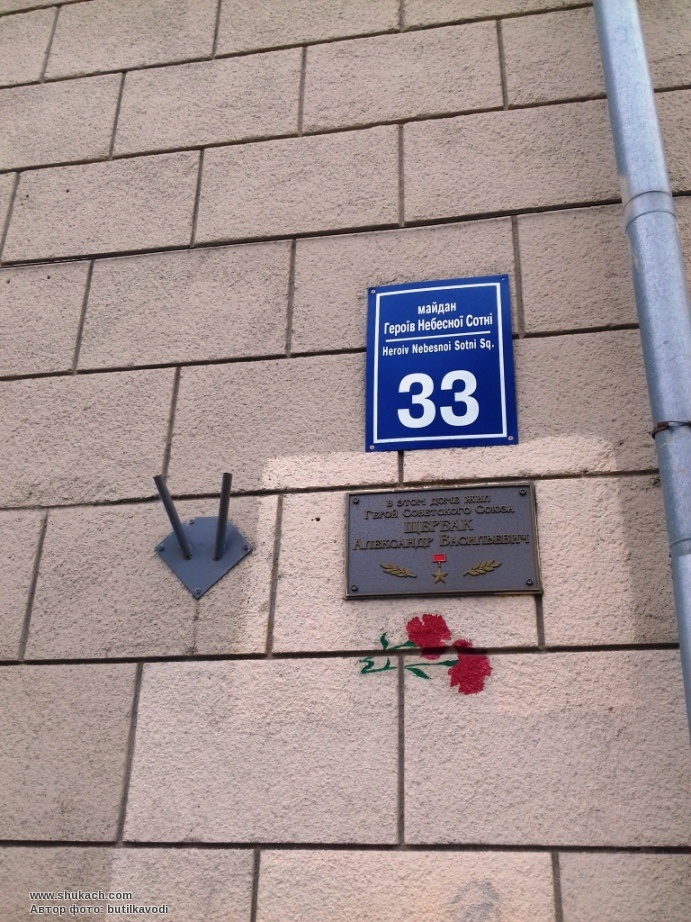 майдан
Героїв Небесної Сотні
Heroiv Nebesnoi Sotni Sq.
33
В ЭТОМ ДОМЕ ЖИЛ
ГЕРОЙ СОВЕТСКОГО СОЮЗА
ЩЕРБАК
АЛЕКСАНДР ВАСИЛЬЕВИЧ
www.shukach.com
Автор фото: butilkavodi